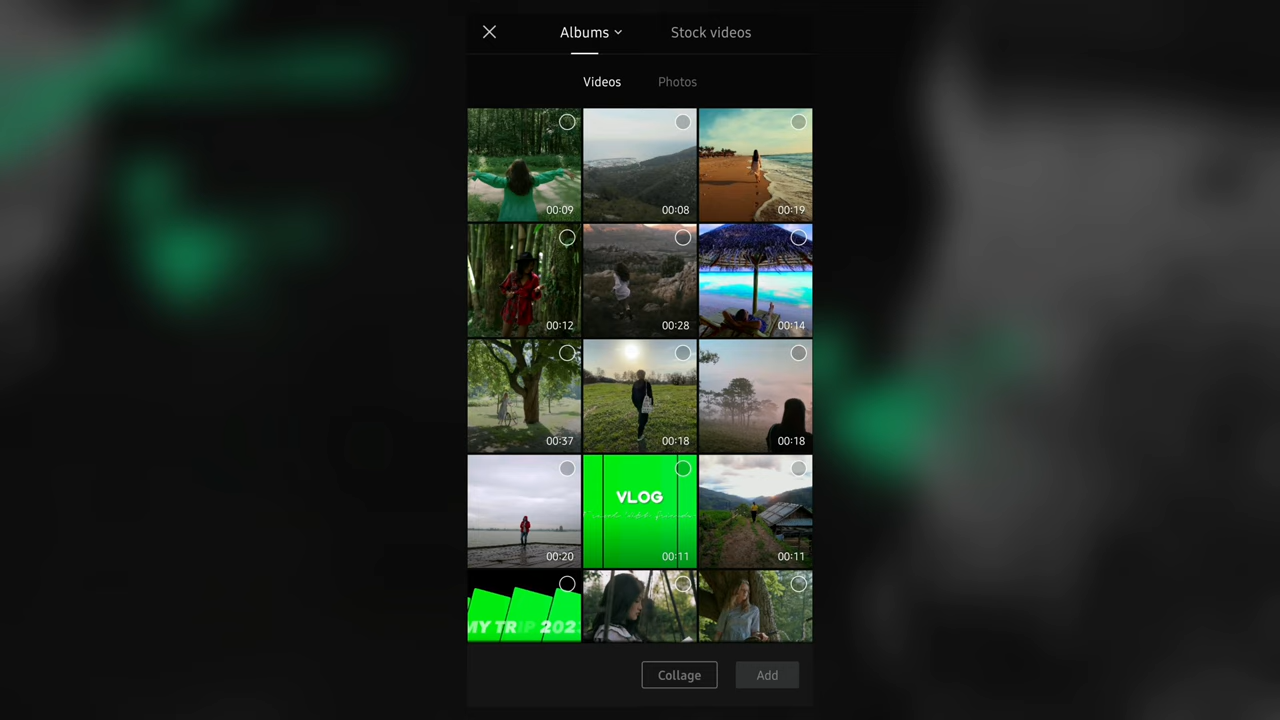 Albums Stock videos
Videos Photos
00:09 00:08 00:19
00:12 00:28 00:14
00:37 00:18 00:18
VLOG
00:20 00:11 00:11
MY TRIP 202
Collage Add